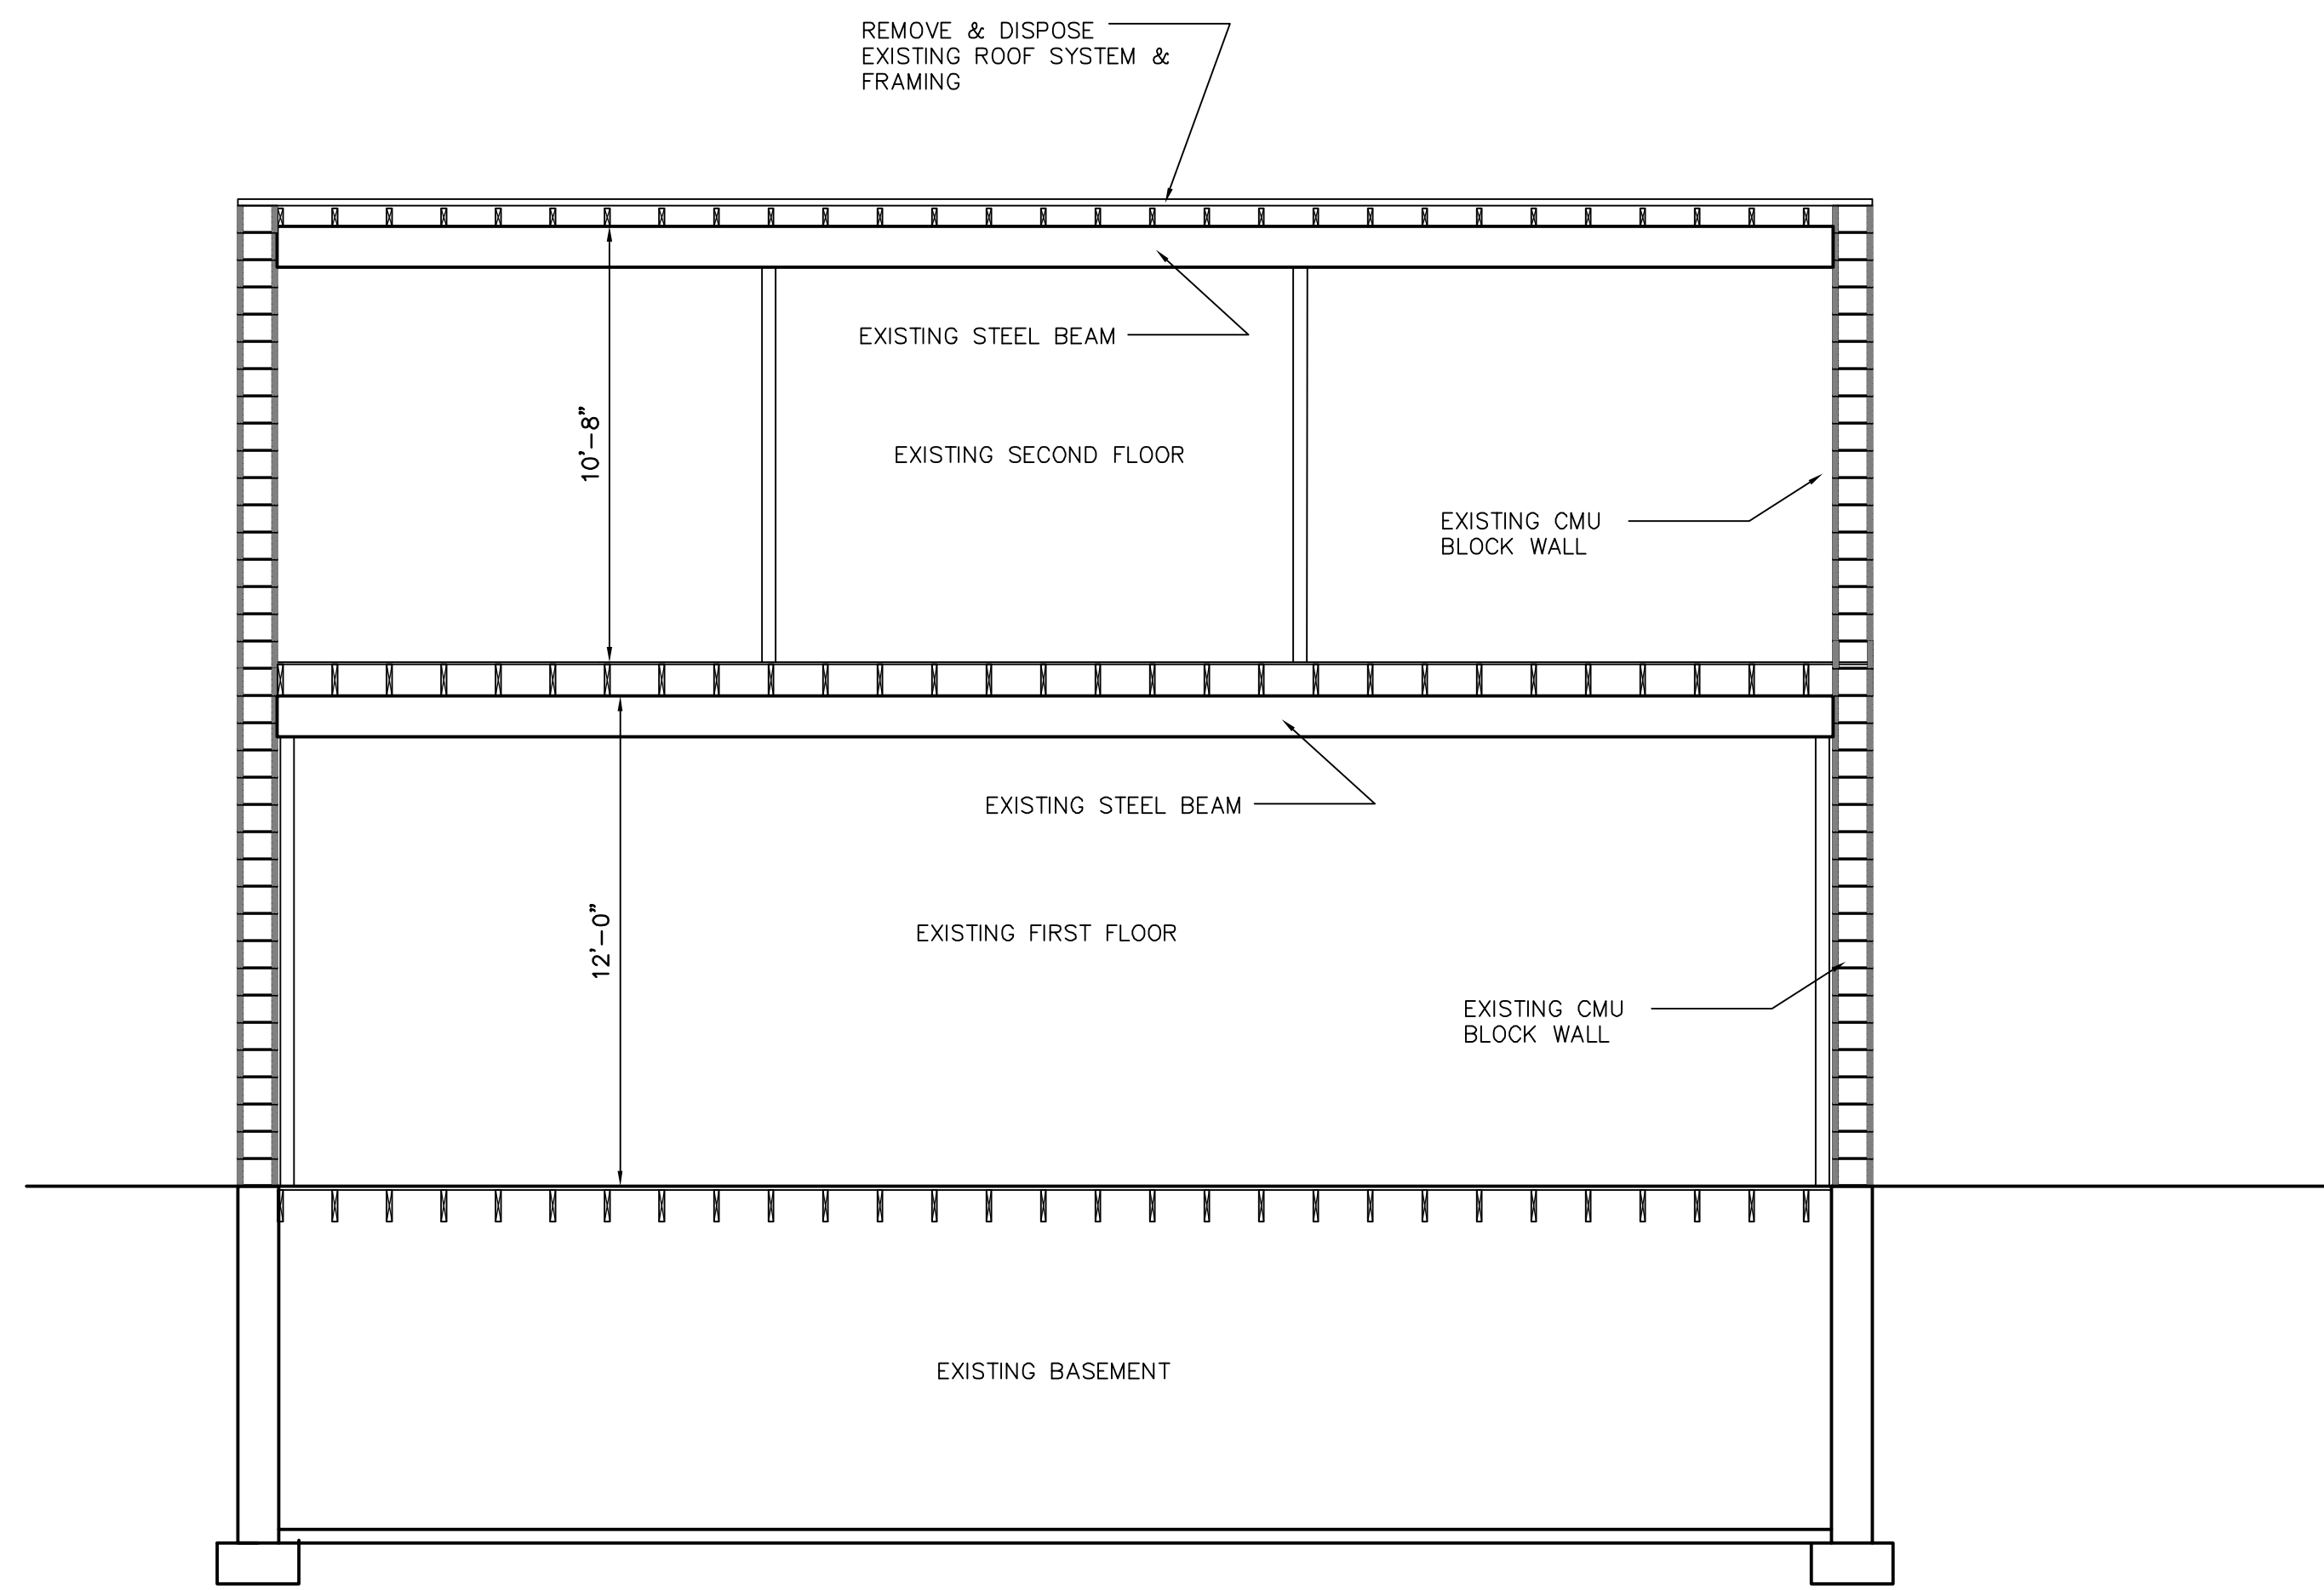 REMOVE & DISPOSE
EXISTING ROOF SYSTEM &
FRAMING
EXISTING STEEL BEAM
10'-8"
EXISTING SECOND FLOOR
EXISTING CMU
BLOCK WALL
EXISTING STEEL BEAM
12'-0"
EXISTING FIRST FLOOR
EXISTING CMU
BLOCK WALL
EXISTING BASEMENT